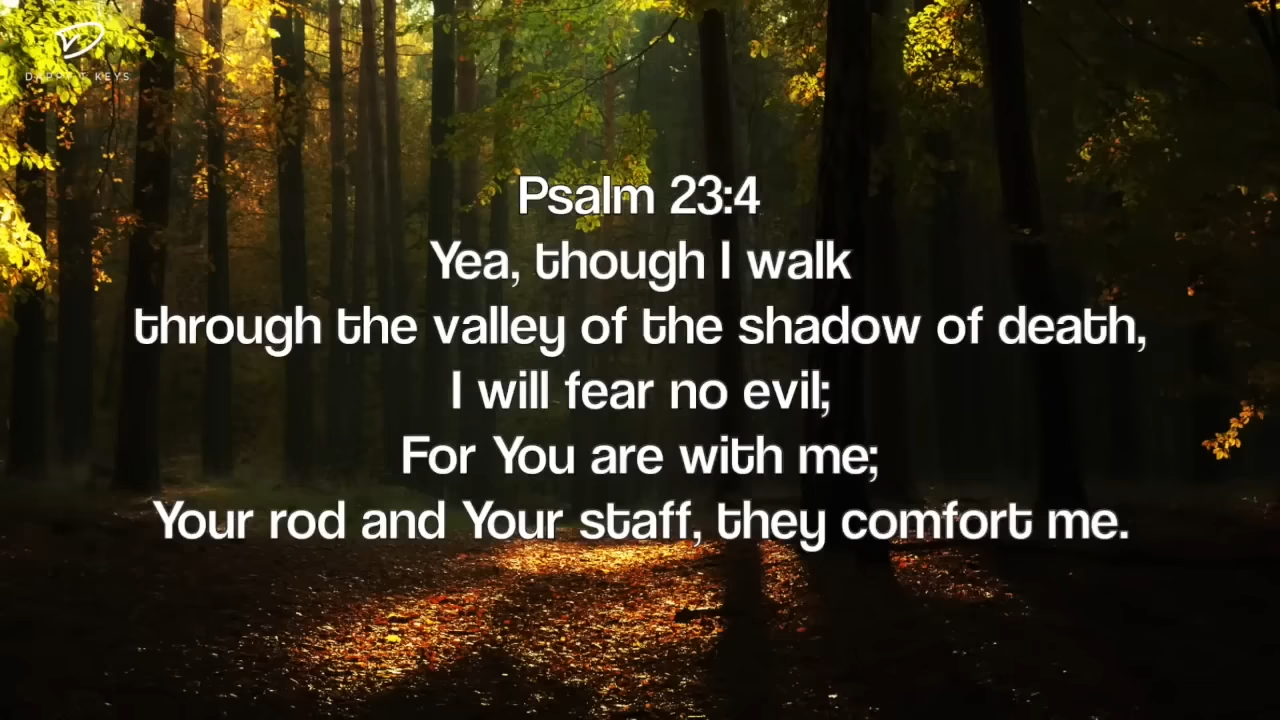 Psalm 23:4
Yea, though I walk
through the valley of the shadow of death,
I will fear no evil;
For You are with me;
Your rod and Your staff, they comfort me.